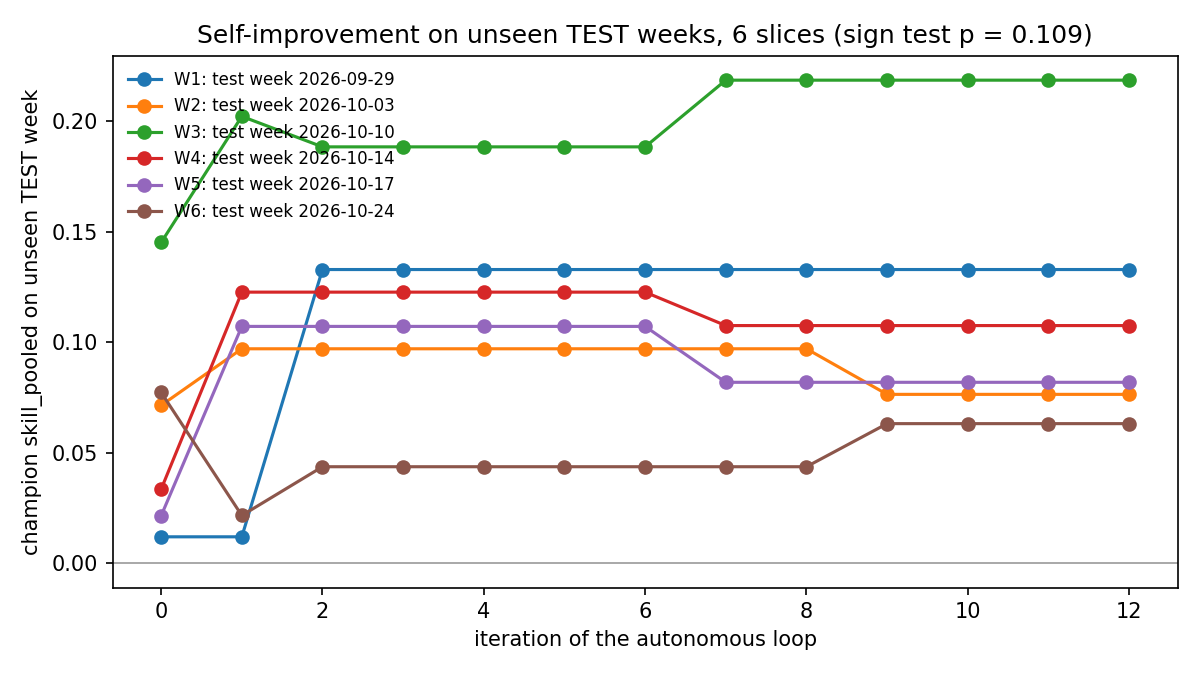 Self-improvement on unseen TEST weeks, 6 slices (sign test p = 0.109)
champion skill_pooled on unseen TEST week
0.20
0.15
0.10
0.05
0.00
W1: test week 2026-09-29
W2: test week 2026-10-03
W3: test week 2026-10-10
W4: test week 2026-10-14
W5: test week 2026-10-17
W6: test week 2026-10-24
0 2 4 6 8 10 12
iteration of the autonomous loop